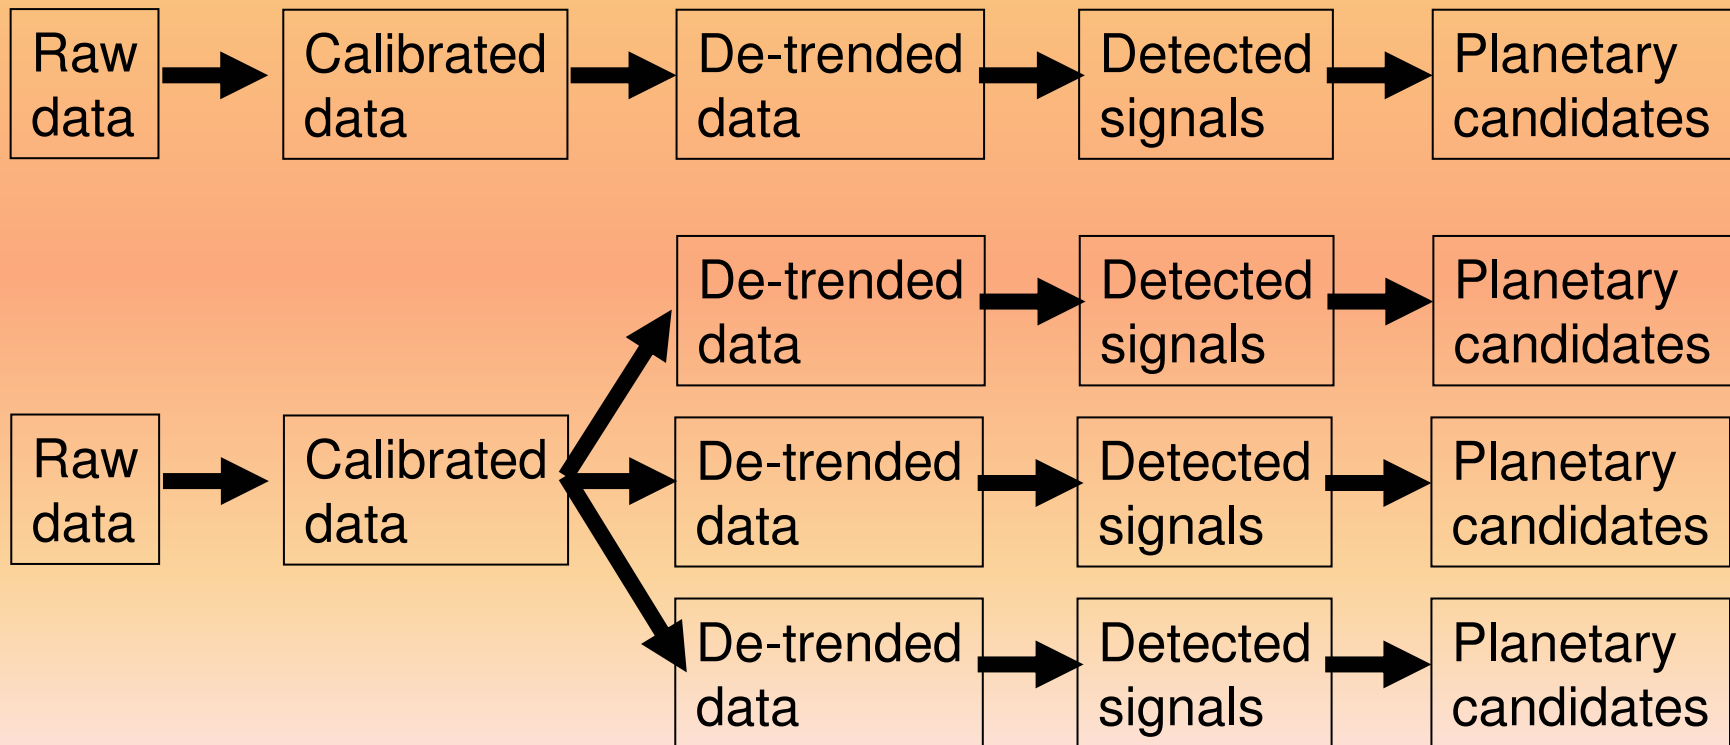 Raw
data
Calibrated
data
De-trended
data
Detected
signals
Planetary
candidates
De-trended
data
Detected
signals
Planetary
candidates
Raw
data
Calibrated
data
De-trended
data
Detected
signals
Planetary
candidates
De-trended
data
Detected
signals
Planetary
candidates